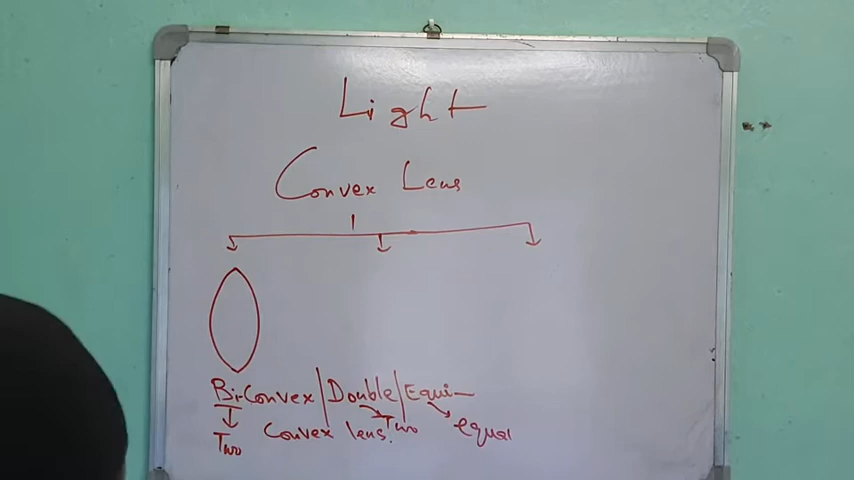 Light
Convex Lens
Bi-Convex | Double | Equi-
Two Convex lens. Two equal